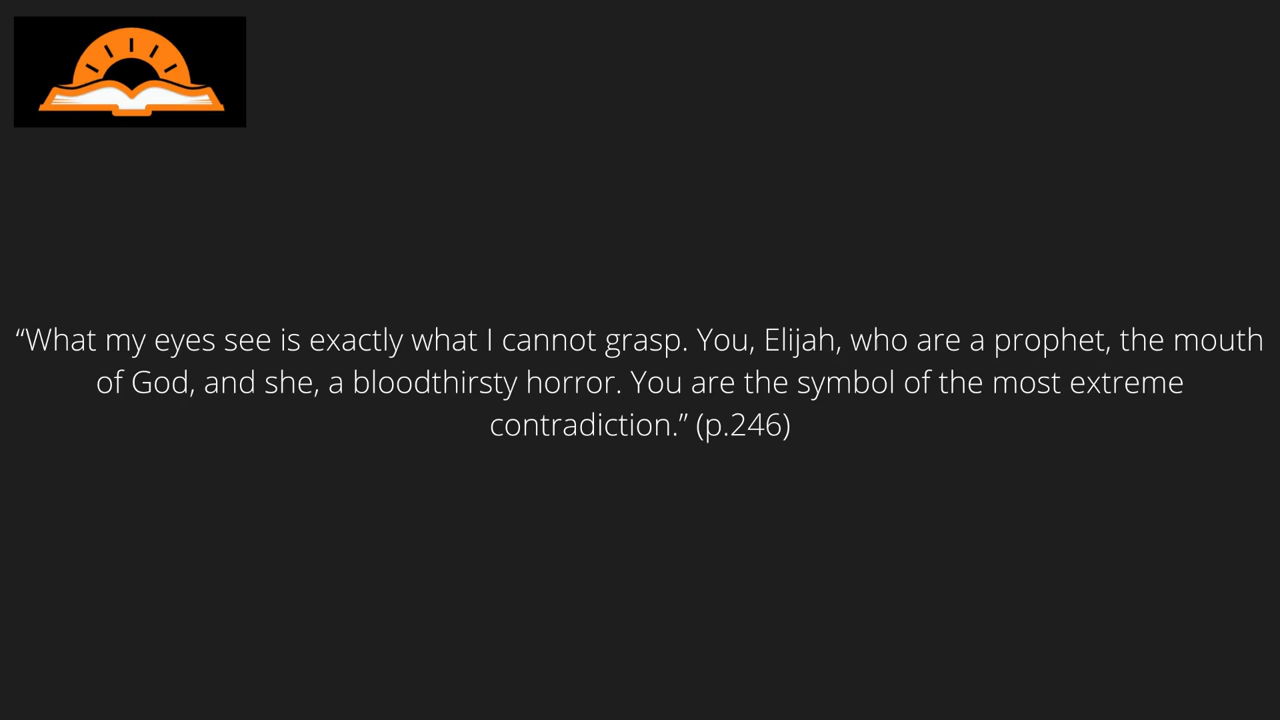 “What my eyes see is exactly what I cannot grasp. You, Elijah, who are a prophet, the mouth
of God, and she, a bloodthirsty horror. You are the symbol of the most extreme
contradiction.” (p.246)